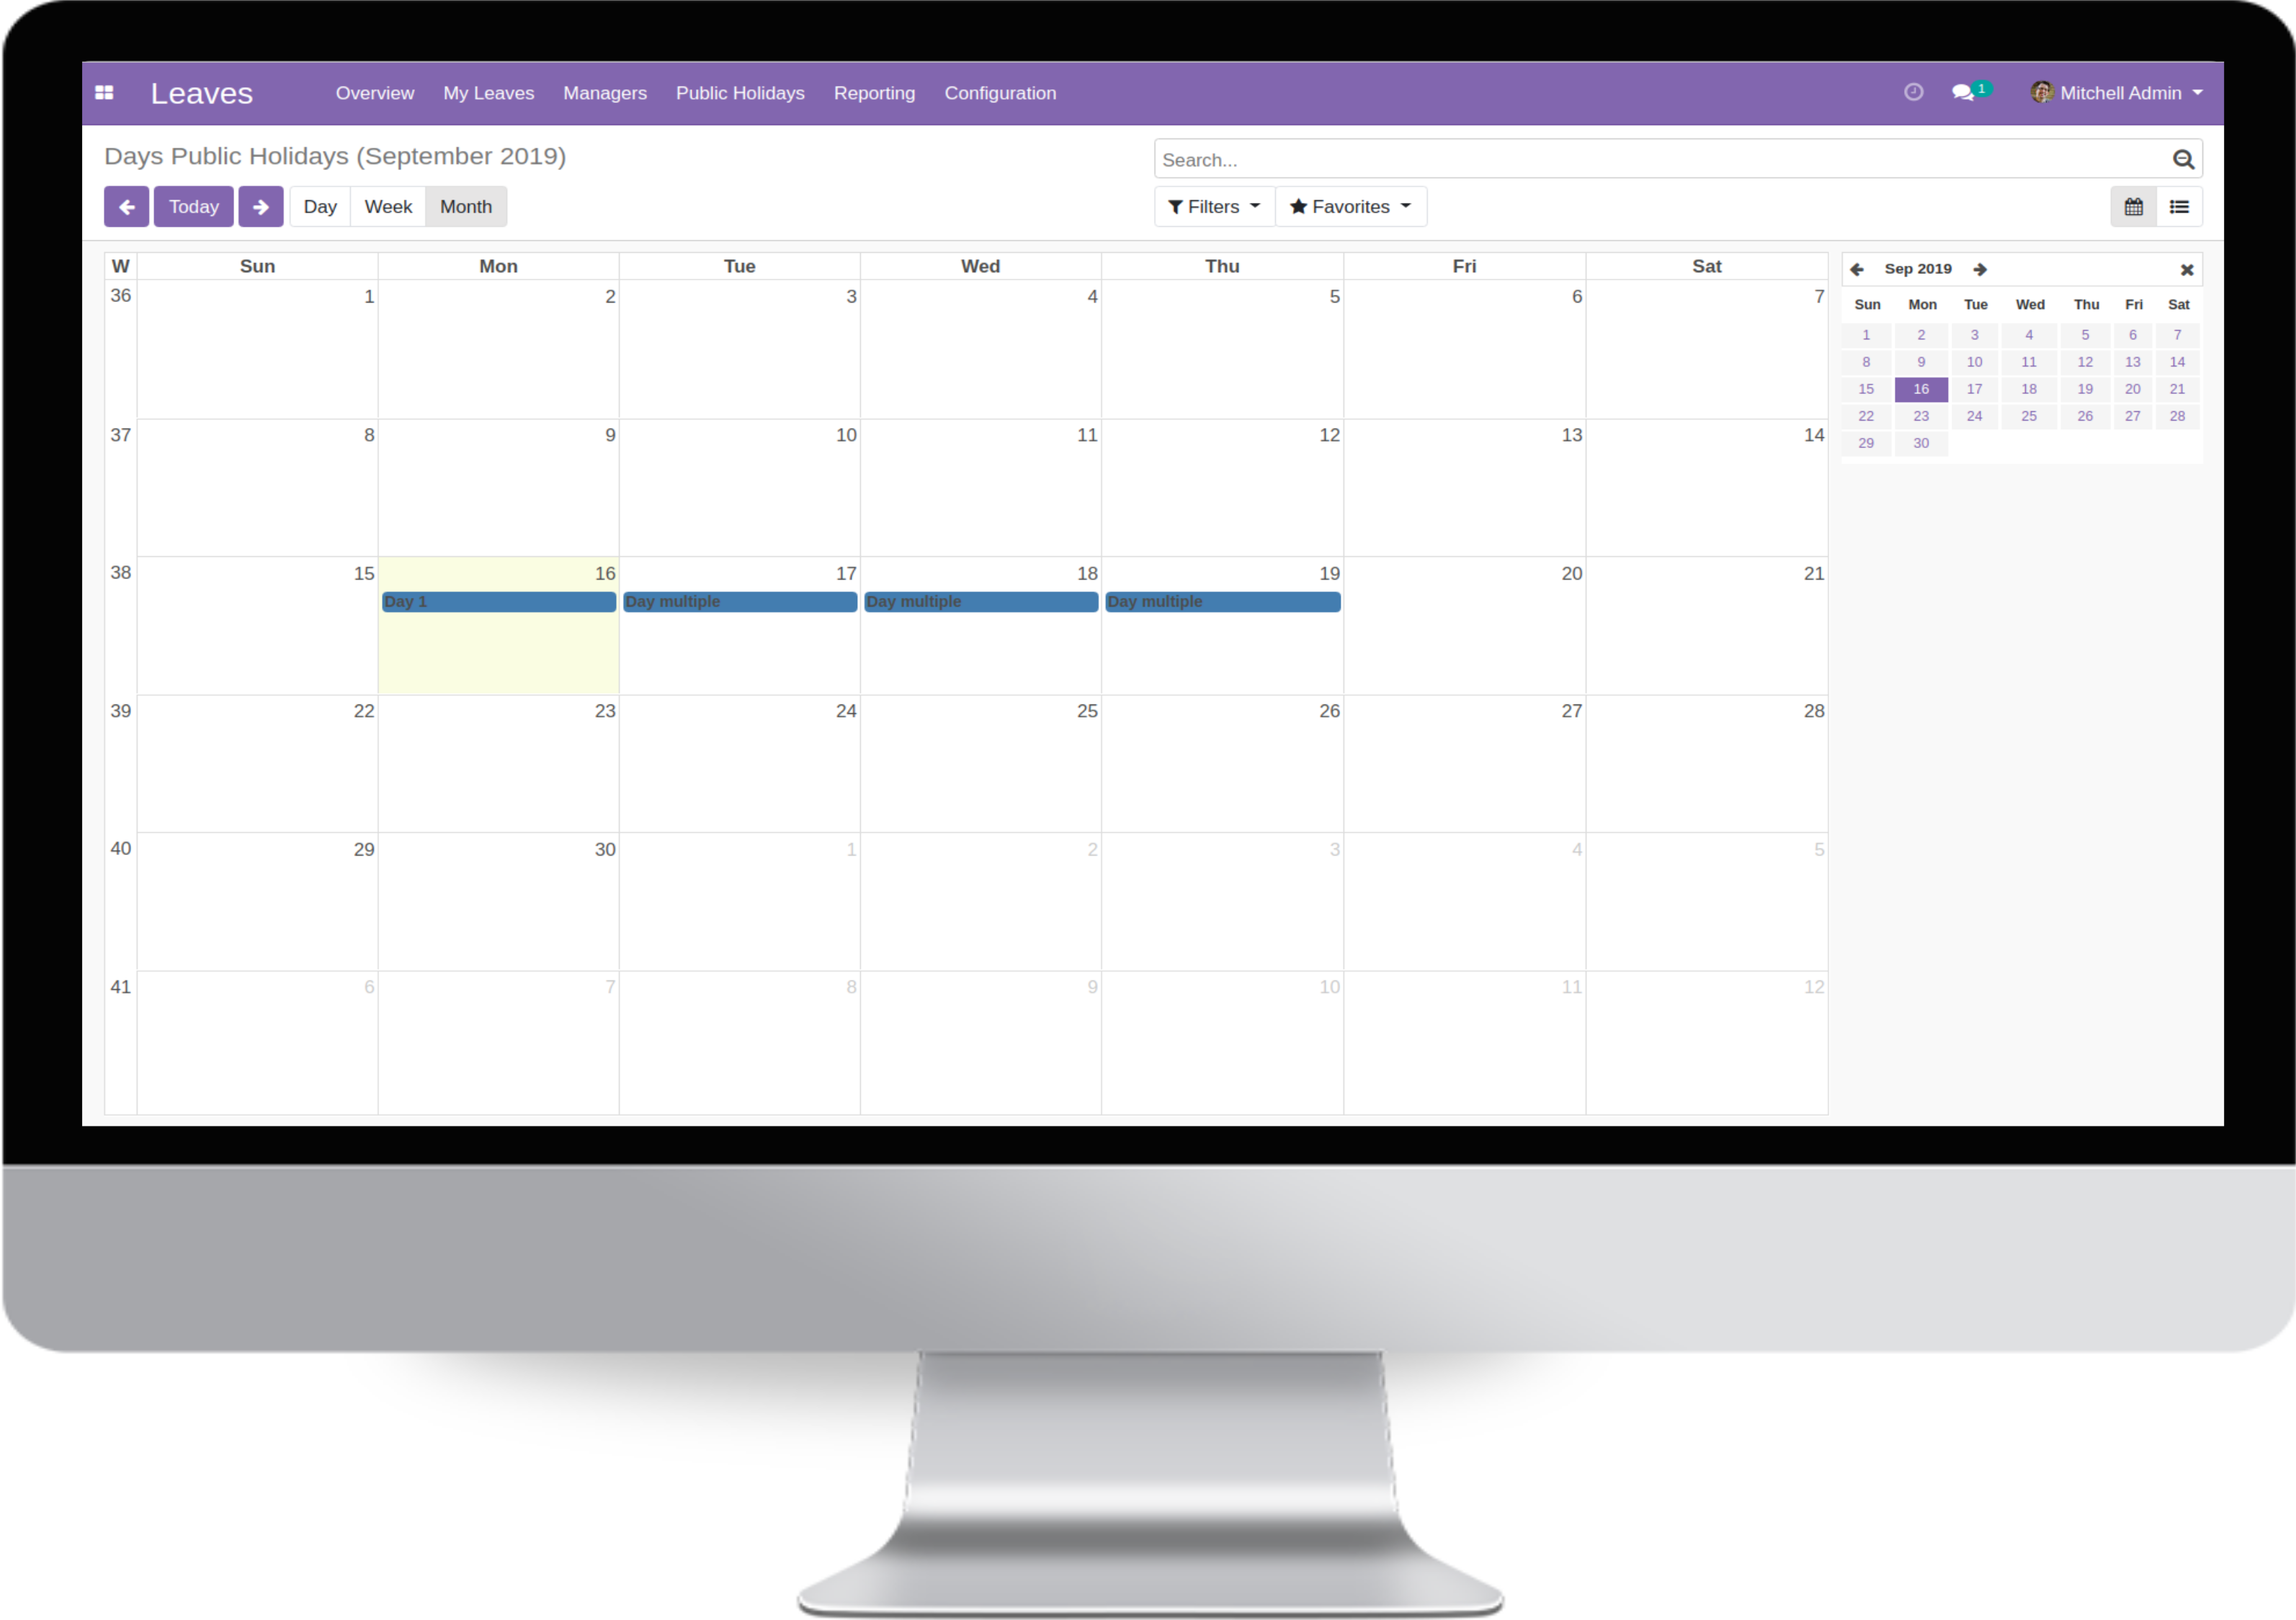 Leaves Overview My Leaves Managers Public Holidays Reporting Configuration 1 Mitchell Admin
Days Public Holidays (September 2019)
Search...
Today Day Week Month Filters Favorites
W Sun Mon Tue Wed Thu Fri Sat
36 1 2 3 4 5 6 7
37 8 9 10 11 12 13 14
38 15 16 17 18 19 20 21
Day 1 Day multiple Day multiple Day multiple
39 22 23 24 25 26 27 28
40 29 30 1 2 3 4 5
41 6 7 8 9 10 11 12
Sep 2019
Sun Mon Tue Wed Thu Fri Sat
1 2 3 4 5 6 7
8 9 10 11 12 13 14
15 16 17 18 19 20 21
22 23 24 25 26 27 28
29 30